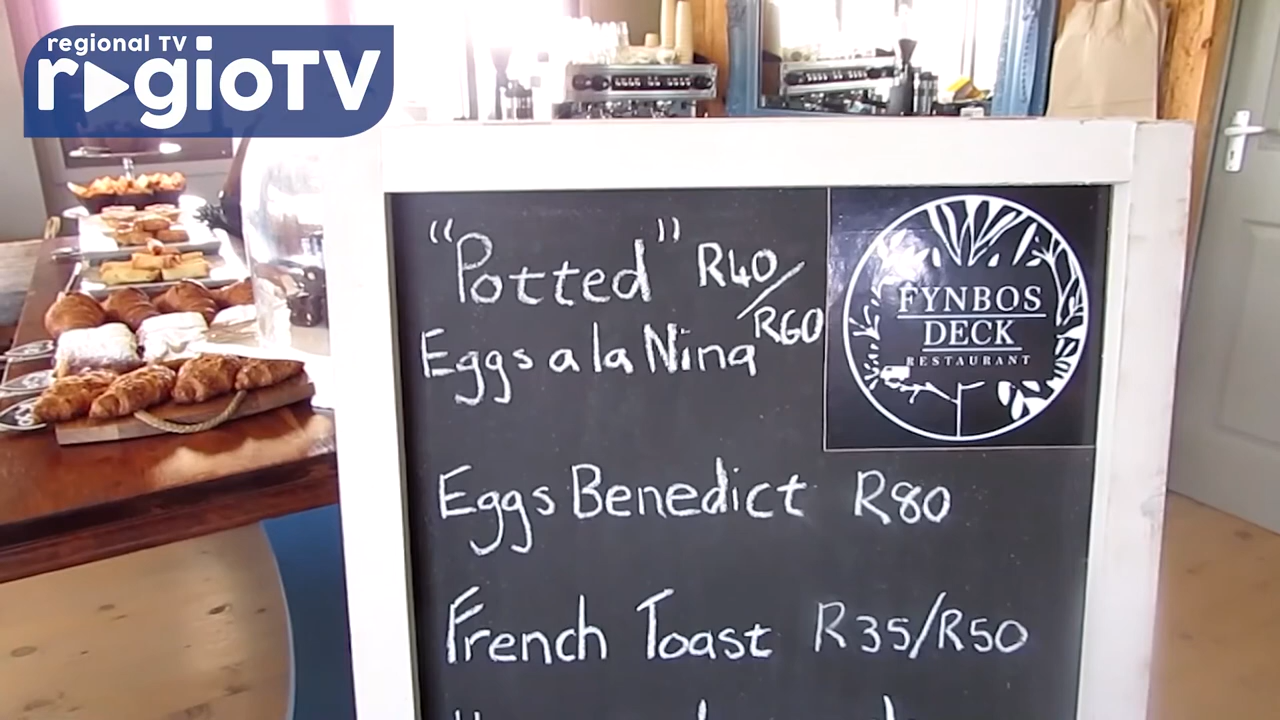 regional TV
regioTV
"Potted" R40/R60
Eggs a la Nina
FYNBOS
DECK
RESTAURANT
Eggs Benedict R80
French Toast R35/R50